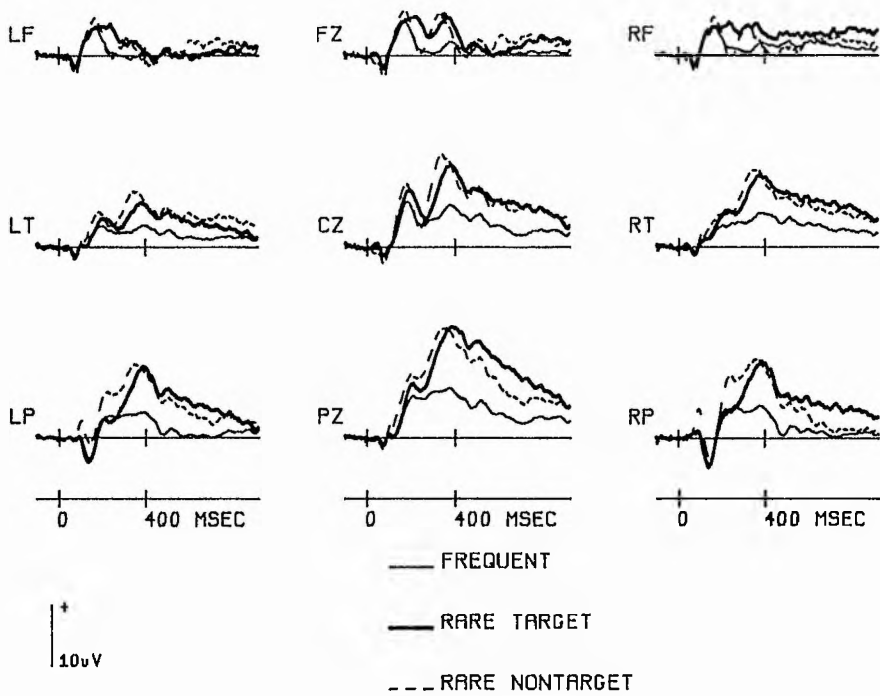 LF FZ RF
LT CZ RT
LP PZ RP
0 400 MSEC 0 400 MSEC 0 400 MSEC
FREQUENT
+
RARE TARGET
10uV
RARE NONTARGET